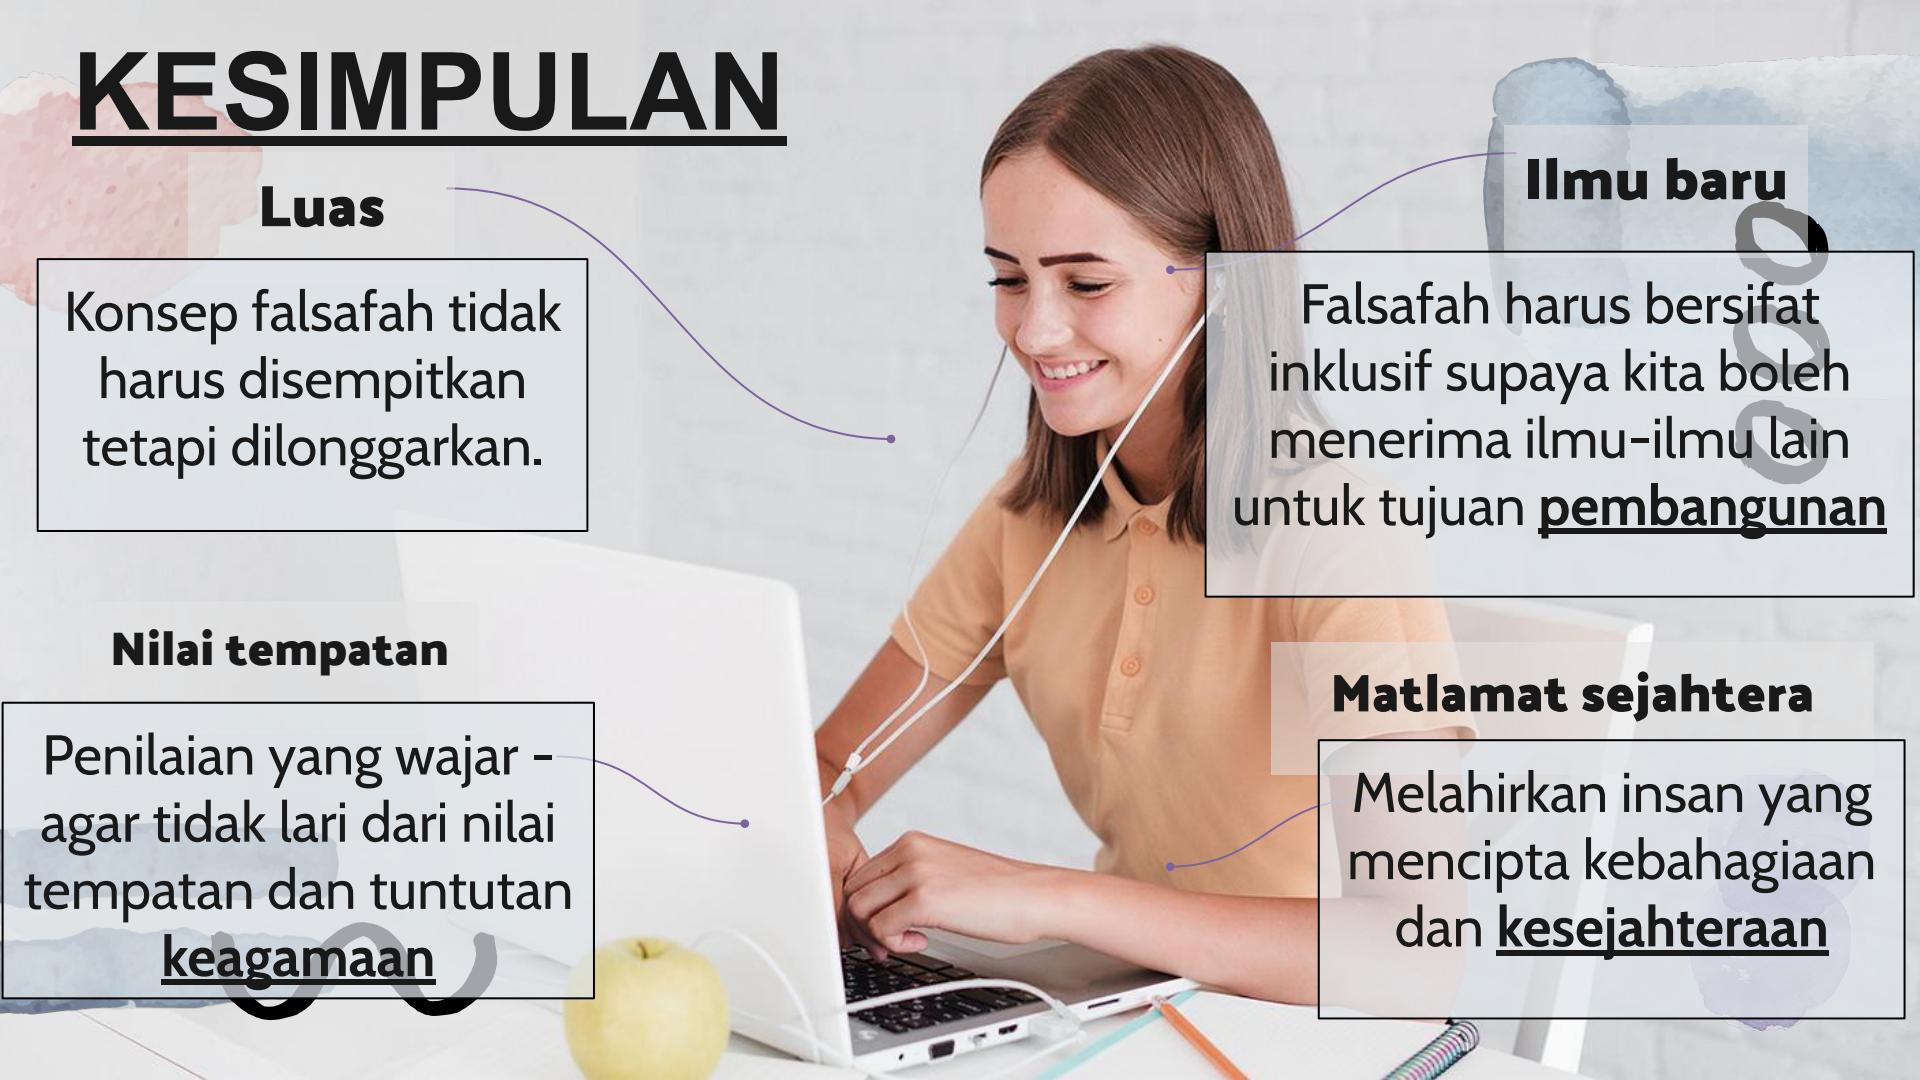 KESIMPULAN
Luas
Konsep falsafah tidak
harus disempitkan
tetapi dilonggarkan.
Ilmu baru
Falsafah harus bersifat
inklusif supaya kita boleh
menerima ilmu-ilmu lain
untuk tujuan pembangunan
Nilai tempatan
Penilaian yang wajar -
agar tidak lari dari nilai
tempatan dan tuntutan
keagamaan
Matlamat sejahtera
Melahirkan insan yang
mencipta kebahagiaan
dan kesejahteraan